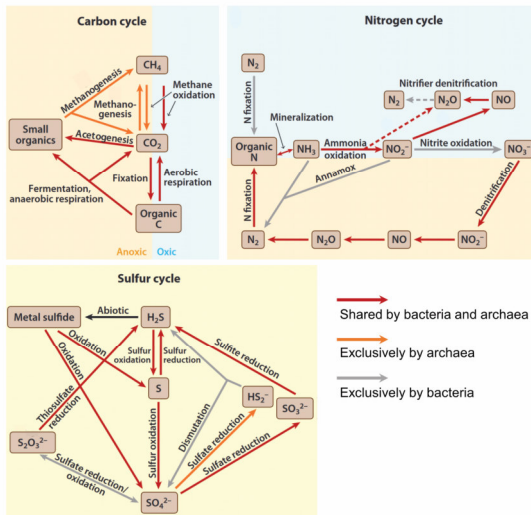 Carbon cycle
CH₄
Methanogenesis
Methano-
genesis
Methane
oxidation
Small
organics
Acetogenesis
CO₂
Fixation
Aerobic
respiration
Fermentation,
anaerobic respiration
Organic
C
Anoxic
Oxic
Nitrogen cycle
N₂
N fixation
Nitrifier denitrification
N₂
N₂O
NO
Mineralization
Organic
N
NH₃
Ammonia
oxidation
NO₂⁻
Nitrite oxidation
NO₃⁻
Annamox
N fixation
Denitrification
N₂
N₂O
NO
NO₂⁻
Sulfur cycle
Metal sulfide
Abiotic
H₂S
Oxidation
Oxidation
Sulfur
oxidation
Sulfur
reduction
Sulfite reduction
S
HS₂⁻
SO₃²⁻
Thiosulfate
reduction
S₂O₃²⁻
Sulfur oxidation
Dismutation
Sulfate reduction
Sulfate reduction
Sulfate reduction/
oxidation
SO₄²⁻
Shared by bacteria and archaea
Exclusively by archaea
Exclusively by bacteria